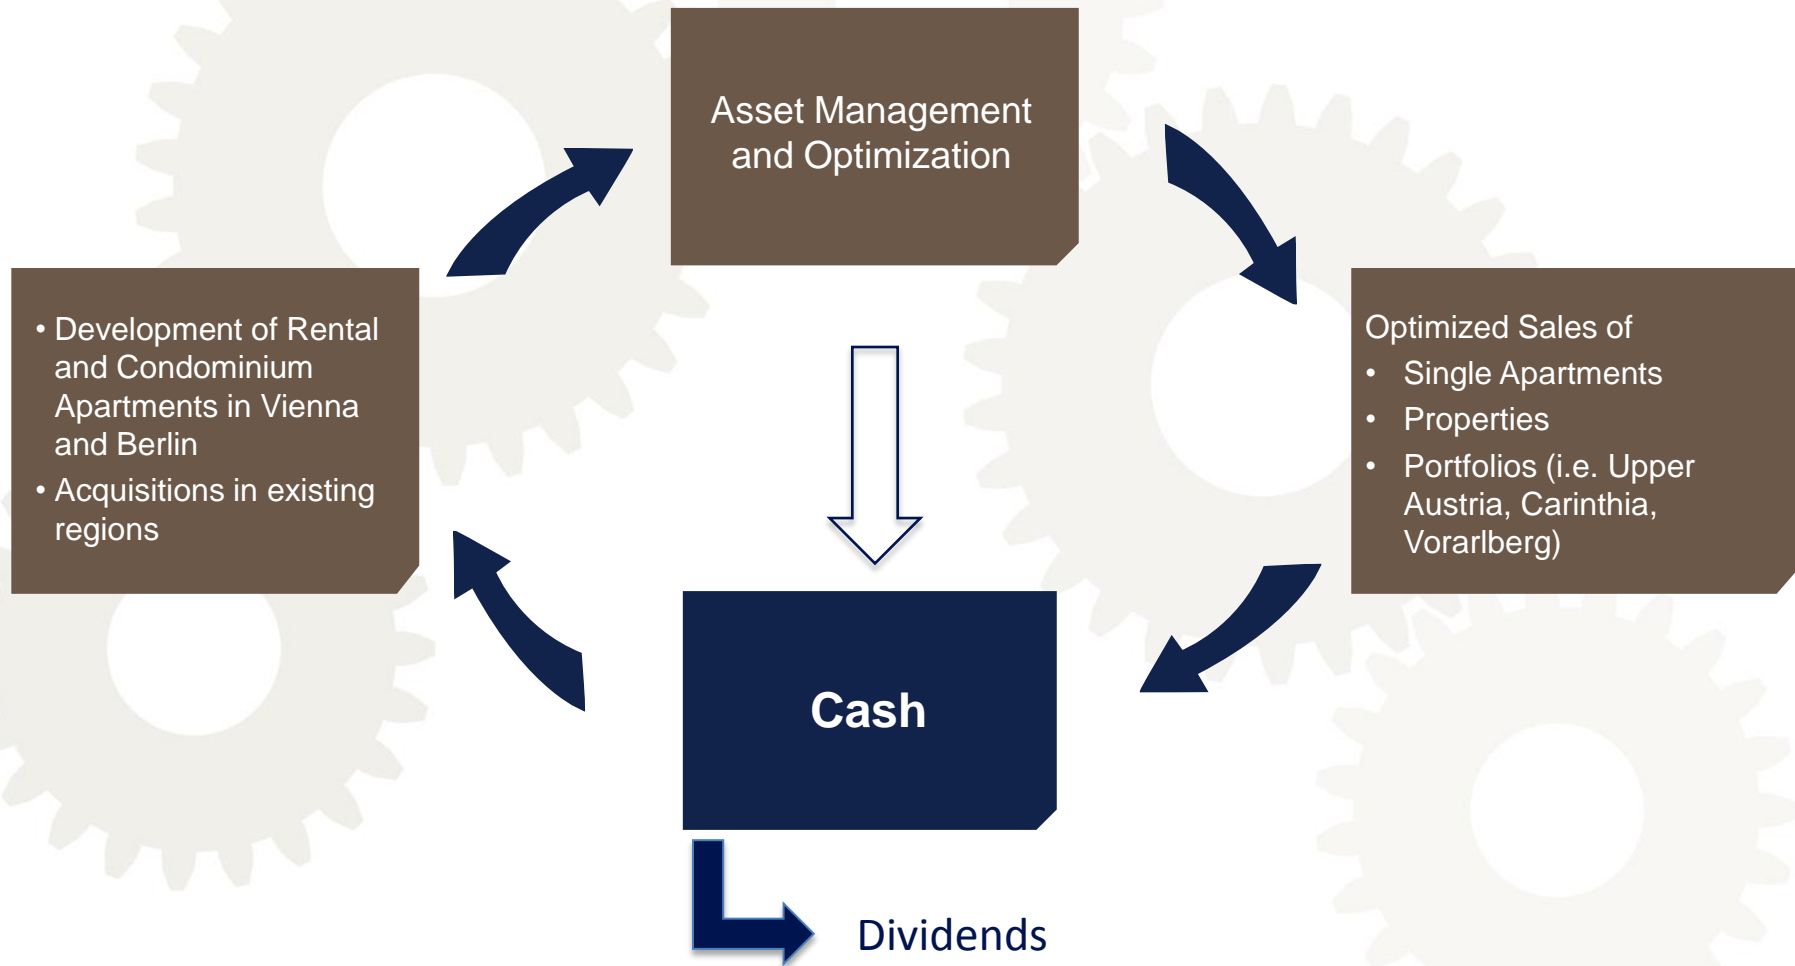 Asset Management
and Optimization
• Development of Rental
and Condominium
Apartments in Vienna
and Berlin
• Acquisitions in existing
regions
Optimized Sales of
• Single Apartments
• Properties
• Portfolios (i.e. Upper
Austria, Carinthia,
Vorarlberg)
Cash
Dividends